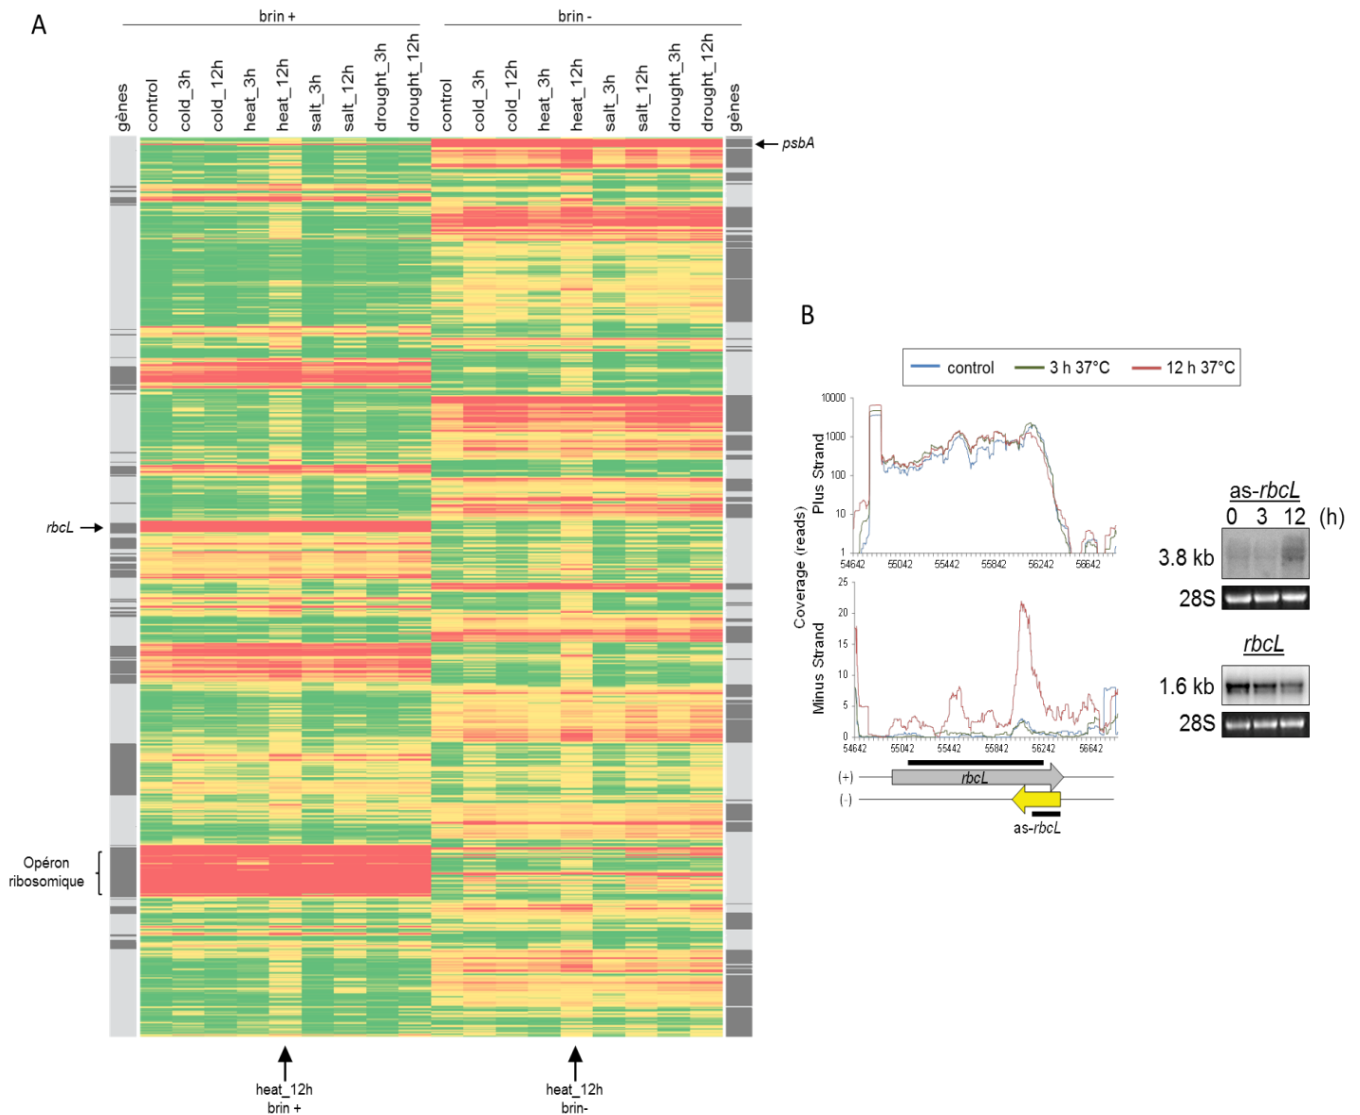 A
brin +
brin -
gènes
control
cold_3h
cold_12h
heat_3h
heat_12h
salt_3h
salt_12h
drought_3h
drought_12h
control
cold_3h
cold_12h
heat_3h
heat_12h
salt_3h
salt_12h
drought_3h
drought_12h
gènes
psbA
rbcL
Opéron
ribosomique
heat_12h
brin +
heat_12h
brin-
B
control
3 h 37°C
12 h 37°C
Coverage (reads)
Plus Strand
10000
1000
100
10
1
54642
55042
55442
55842
56242
56642
Minus Strand
25
20
15
10
5
0
54642
55042
55442
55842
56242
56642
(+)
rbcL
(-)
as-rbcL
as-rbcL
0 3 12 (h)
3.8 kb
28S
rbcL
1.6 kb
28S